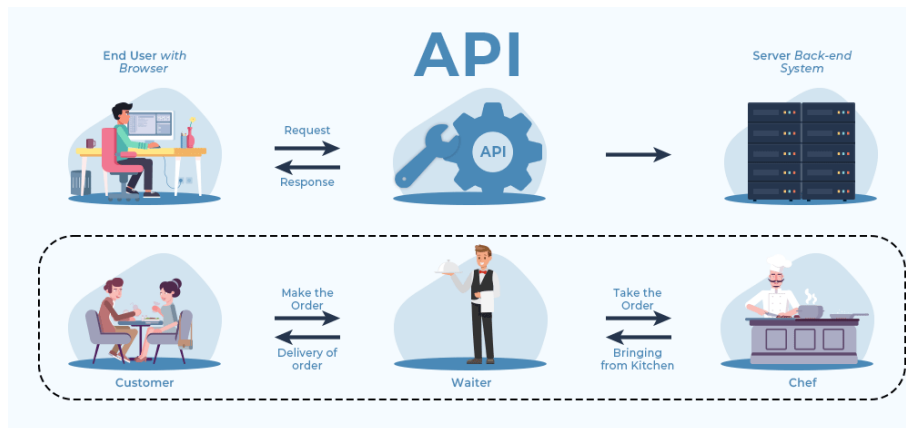 API
End User with
Browser
Server Back-end
System
Request
Response
API
Make the
Order
Delivery of
order
Take the
Order
Bringing
from Kitchen
Customer
Waiter
Chef